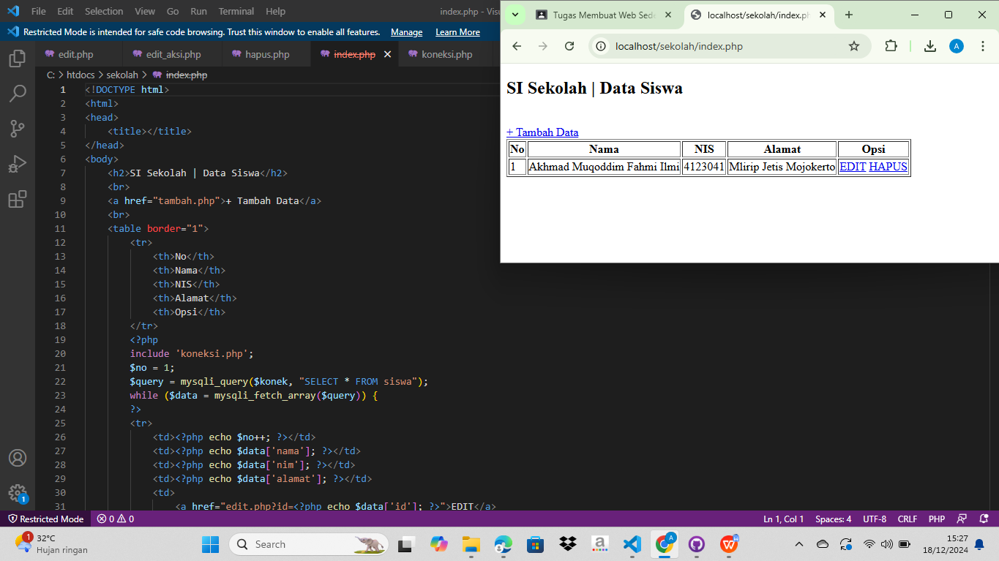 File Edit Selection View Go Run Terminal Help index.php - Visu
Restricted Mode is intended for safe code browsing. Trust this window to enable all features. Manage Learn More
edit.php edit_aksi.php hapus.php index.php koneksi.php
C: > htdocs > sekolah > index.php
1 <!DOCTYPE html>
2 <html>
3 <head>
4 <title></title>
5 </head>
6 <body>
7 <h2>SI Sekolah | Data Siswa</h2>
8 <br>
9 <a href="tambah.php">+ Tambah Data</a>
10 <br>
11 <table border="1">
12 <tr>
13 <th>No</th>
14 <th>Nama</th>
15 <th>NIS</th>
16 <th>Alamat</th>
17 <th>Opsi</th>
18 </tr>
19 <?php
20 include 'koneksi.php';
21 $no = 1;
22 $query = mysqli_query($konek, "SELECT * FROM siswa");
23 while ($data = mysqli_fetch_array($query)) {
24 ?>
25 <tr>
26 <td><?php echo $no++; ?></td>
27 <td><?php echo $data['nama']; ?></td>
28 <td><?php echo $data['nim']; ?></td>
29 <td><?php echo $data['alamat']; ?></td>
30 <td>
31 <a href="edit.php?id=<?php echo $data['id']; ?>">EDIT</a>
Tugas Membuat Web Sede localhost/sekolah/index.ph
localhost/sekolah/index.php A
SI Sekolah | Data Siswa
+ Tambah Data
No Nama NIS Alamat Opsi
1 Akhmad Muqoddim Fahmi Ilmi 4123041 Mlirip Jetis Mojokerto EDIT HAPUS
1
Restricted Mode 0 0 Ln 1, Col 1 Spaces: 4 UTF-8 CRLF PHP
1 32°C
Hujan ringan
Search
a
A
W
15:27
18/12/2024